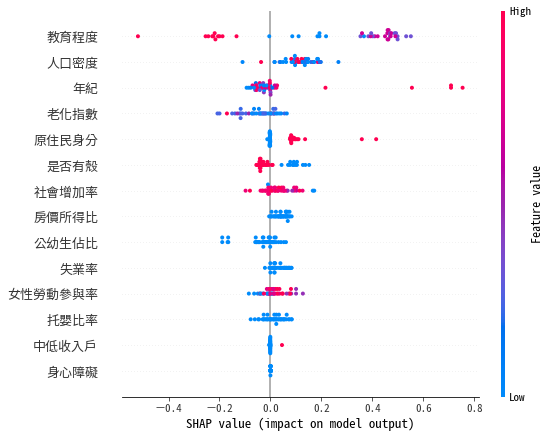 High
教育程度
人口密度
年紀
老化指數
原住民身分
是否有殼
社會增加率
房價所得比
公幼生佔比
失業率
女性勞動參與率
托嬰比率
中低收入戶
身心障礙
Feature value
Low
−0.4 −0.2 0.0 0.2 0.4 0.6 0.8
SHAP value (impact on model output)